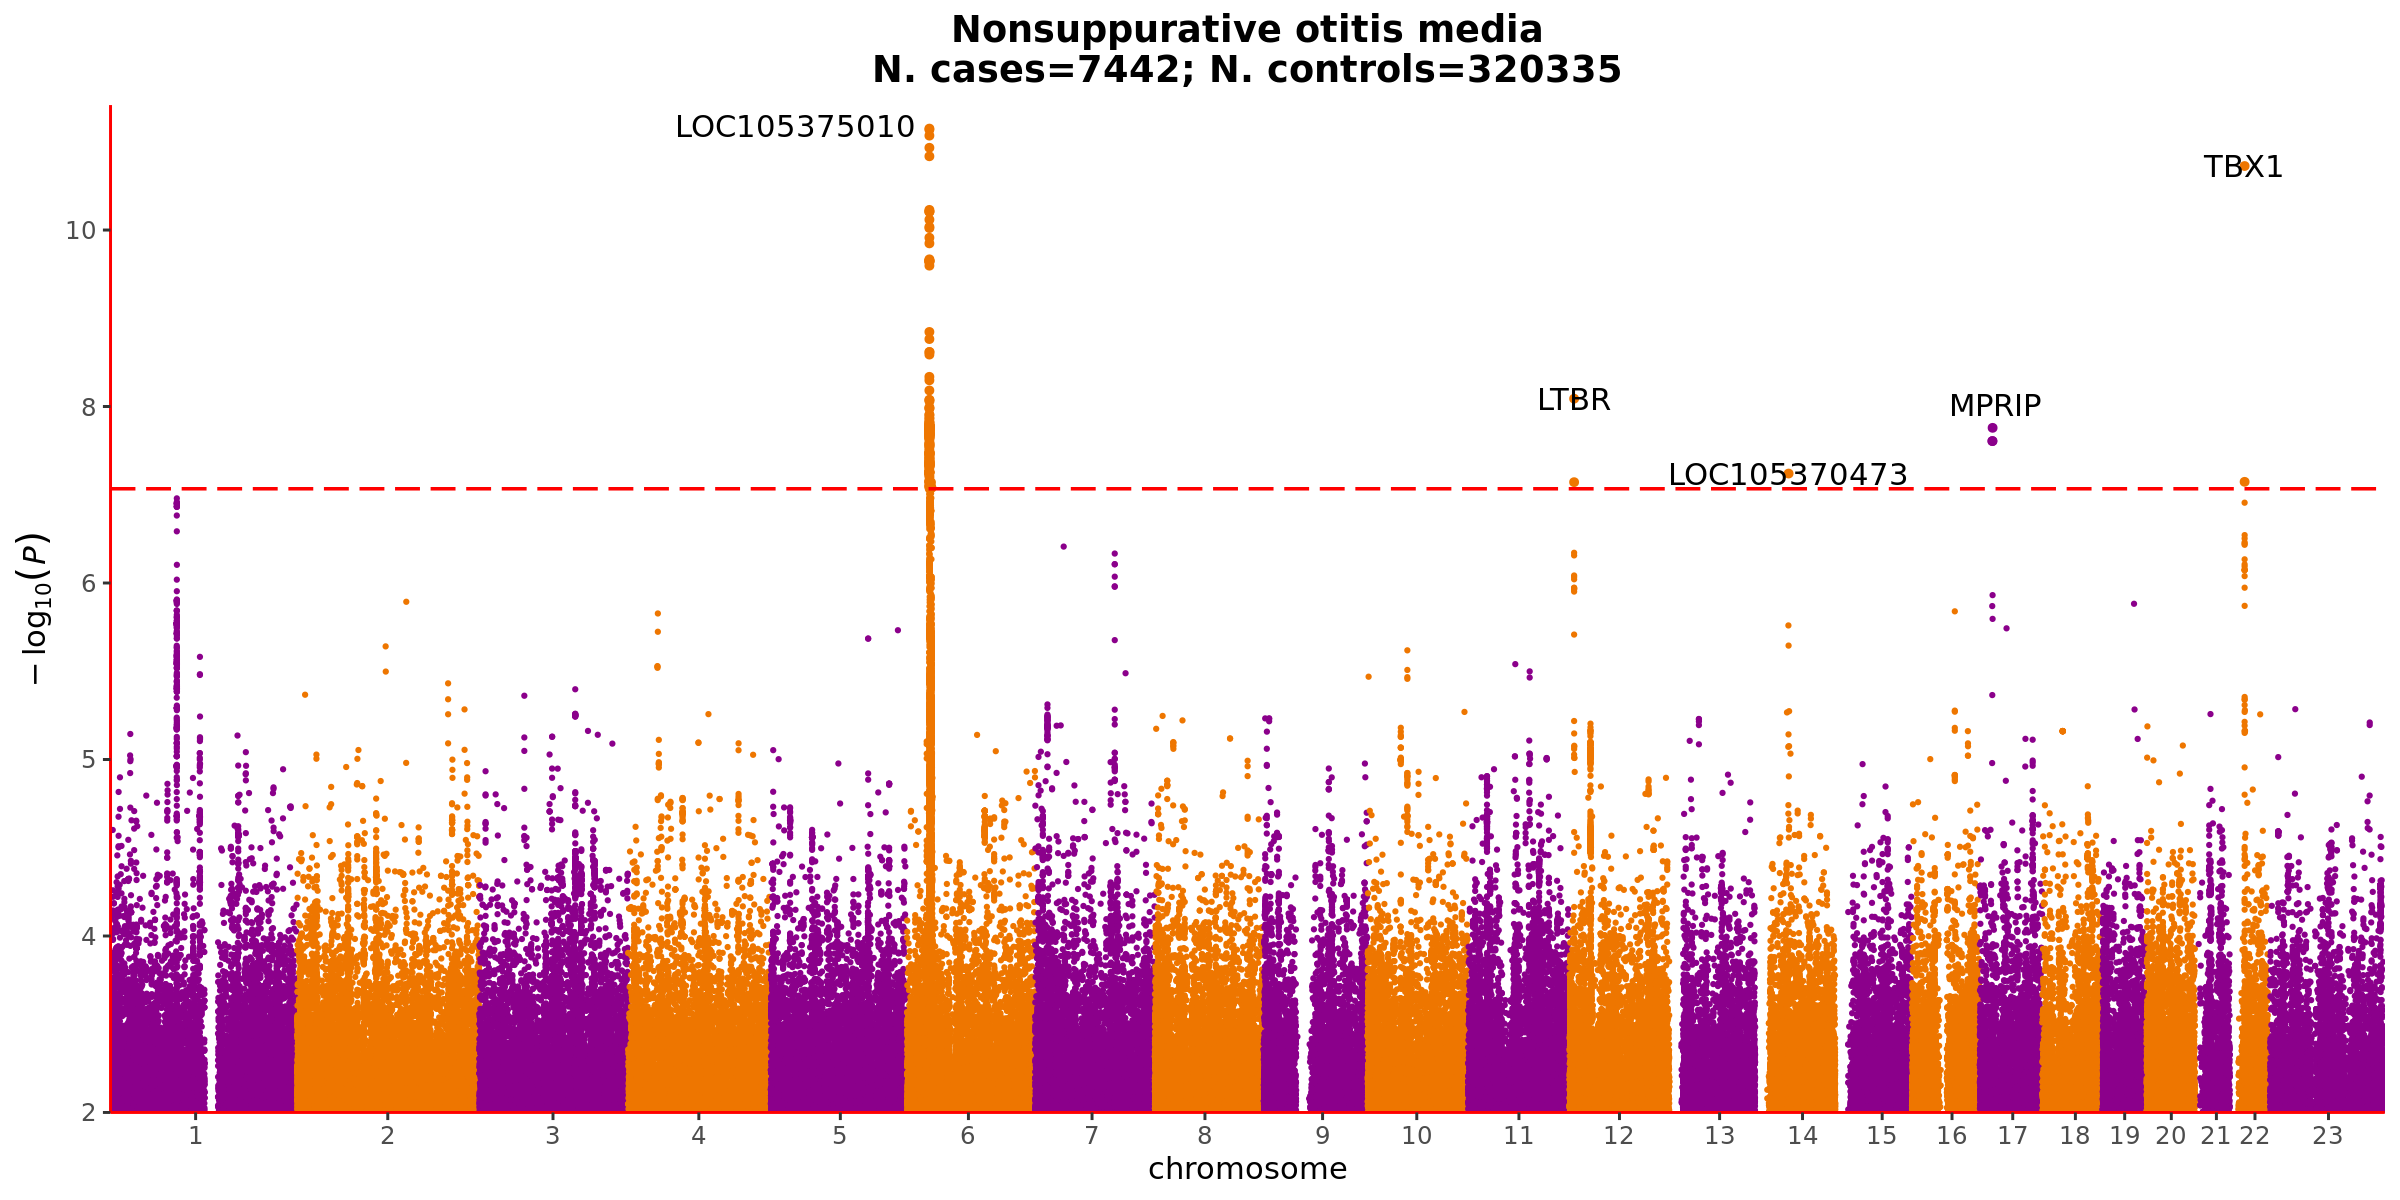 Nonsuppurative otitis media
N. cases=7442; N. controls=320335
LOC105375010
TBX1
LTBR
MPRIP
LOC105370473
10
8
6
5
4
2
−log10(P)
1 2 3 4 5 6 7 8 9 10 11 12 13 14 15 16 17 18 19 20 21 22 23
chromosome